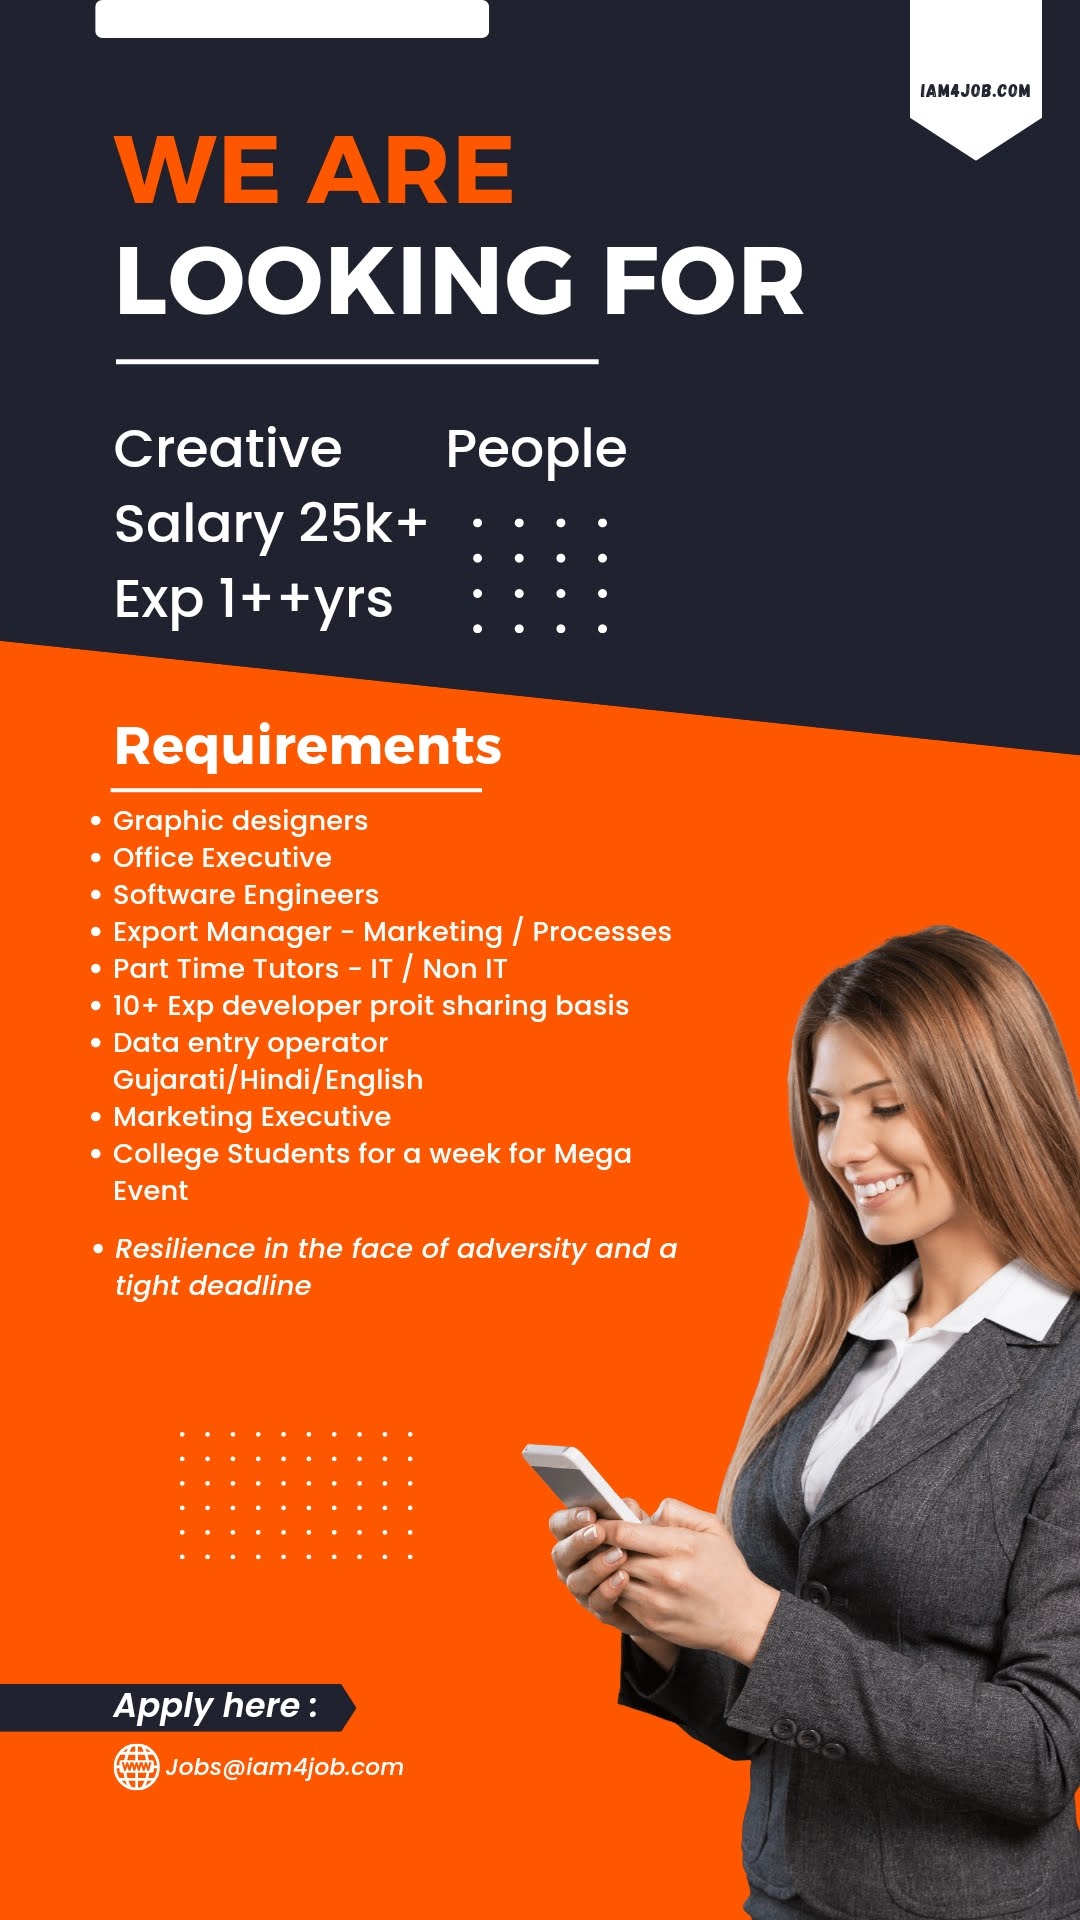 IAM4JOB.COM
WE ARE
LOOKING FOR
Creative People
Salary 25k+
Exp 1++yrs
Requirements
Graphic designers
Office Executive
Software Engineers
Export Manager - Marketing / Processes
Part Time Tutors - IT / Non IT
10+ Exp developer proit sharing basis
Data entry operator
Gujarati/Hindi/English
Marketing Executive
College Students for a week for Mega
Event
Resilience in the face of adversity and a
tight deadline
Apply here :
www
Jobs@iam4job.com